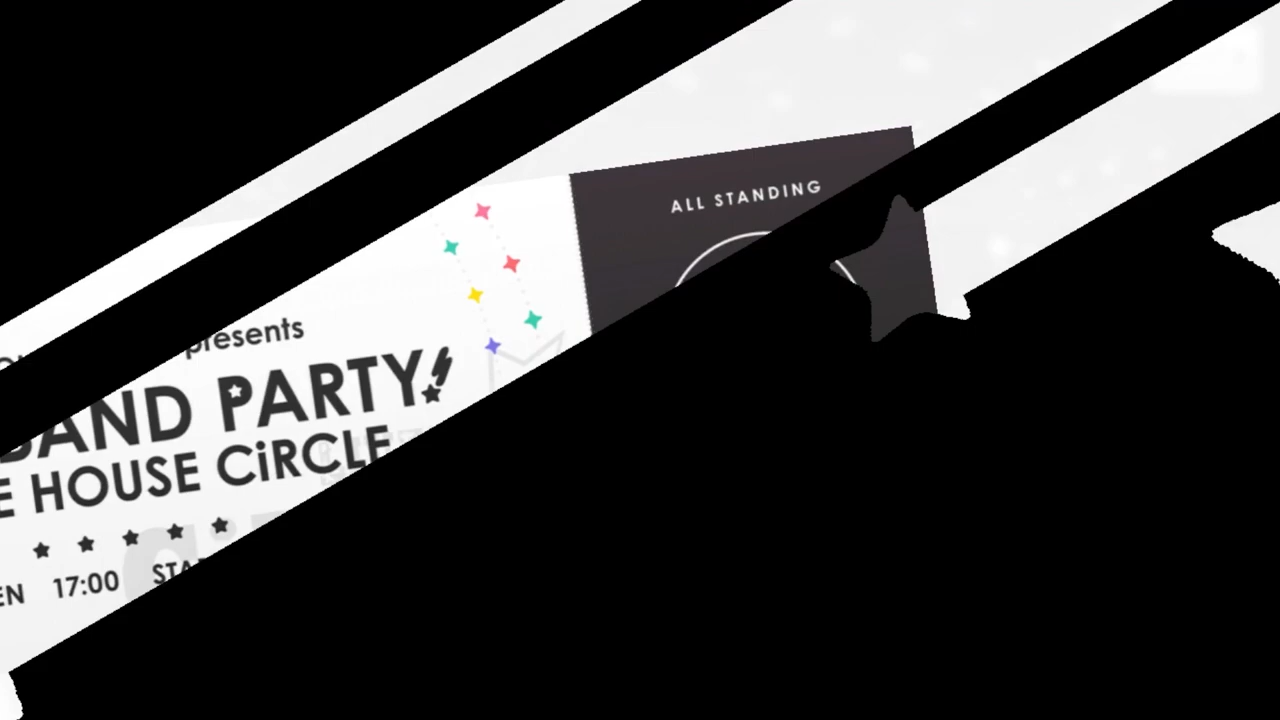 ALL STANDING
presents
BAND PARTY!
E HOUSE CiRCLE
EN 17:00 STA